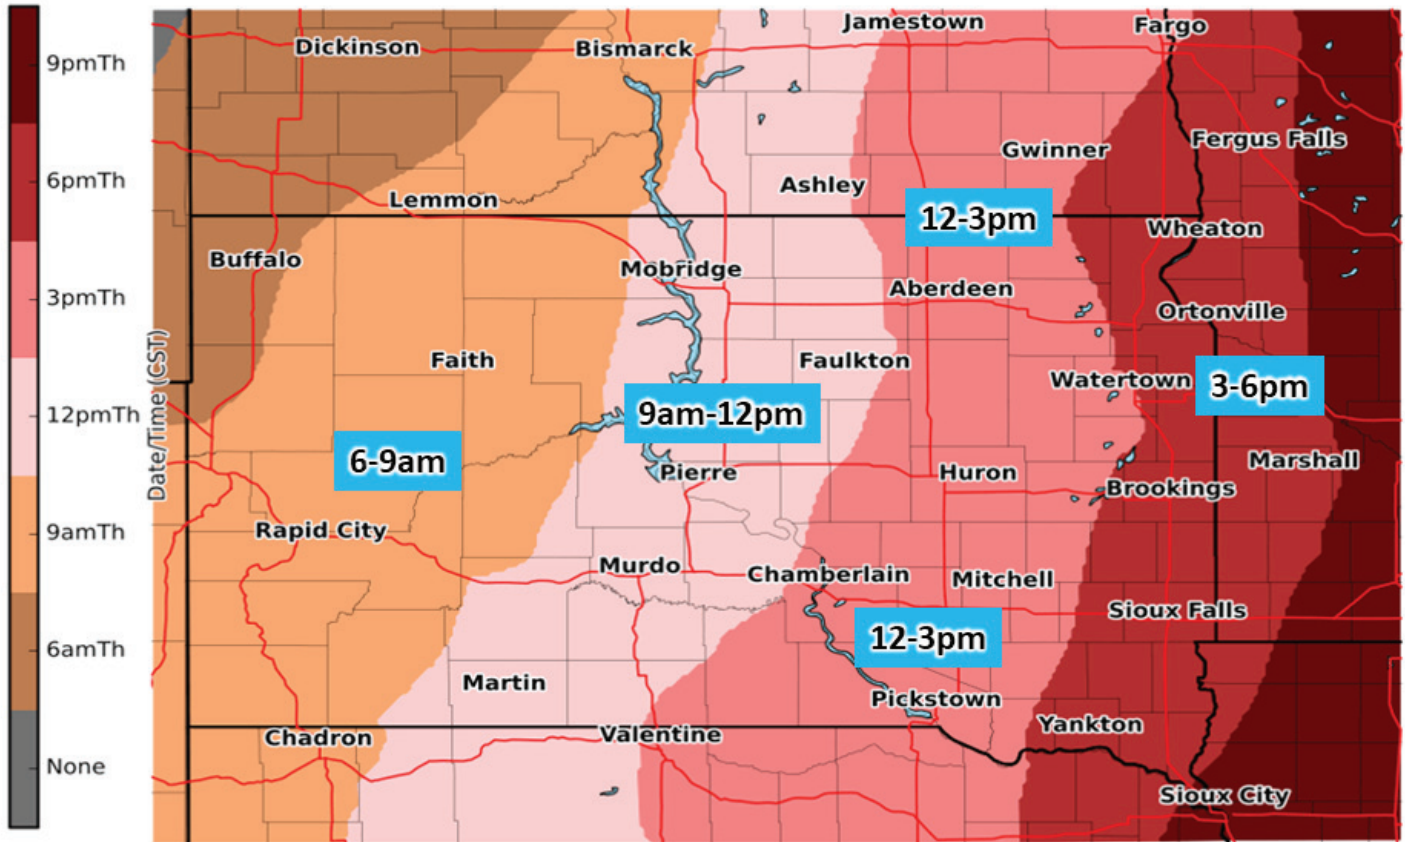 9pmTh
6pmTh
3pmTh
12pmTh
9amTh
6amTh
None
Date/Time (CST)
Jamestown
Fargo
Dickinson
Bismarck
Fergus Falls
Gwinner
Ashley
Lemmon
12-3pm
Wheaton
Buffalo
Mobridge
Aberdeen
Ortonville
Faith
Faulkton
Watertown
3-6pm
9am-12pm
6-9am
Pierre
Huron
Marshall
Brookings
Rapid City
Murdo
Chamberlain
Mitchell
Sioux Falls
12-3pm
Martin
Pickstown
Chadron
Valentine
Yankton
Sioux City